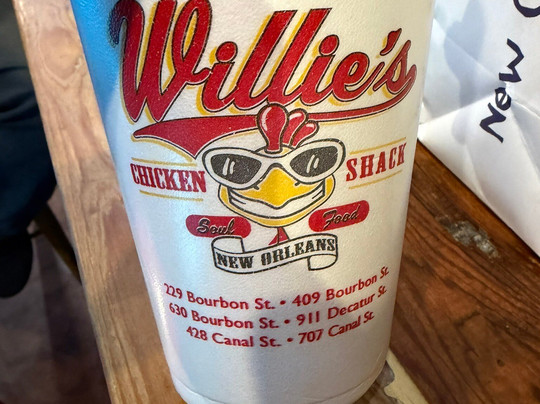 Willie's
CHICKEN SHACK
Soul Food
NEW ORLEANS
229 Bourbon St. • 409 Bourbon St.
630 Bourbon St. • 911 Decatur St.
428 Canal St. • 707 Canal St.
New